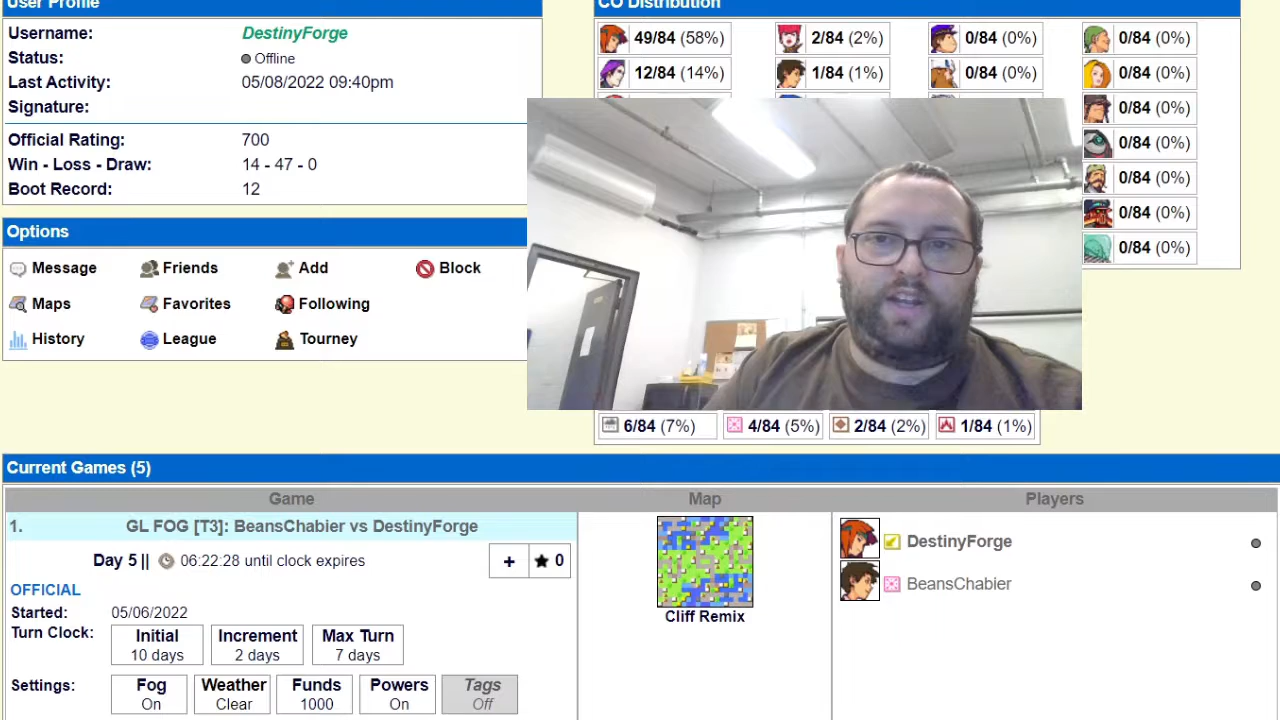 User Profile
Username: DestinyForge
Status: Offline
Last Activity: 05/08/2022 09:40pm
Signature:
Official Rating: 700
Win - Loss - Draw: 14 - 47 - 0
Boot Record: 12
Options
Message Friends Add Block
Maps Favorites Following
History League Tourney
CO Distribution
49/84 (58%) 2/84 (2%) 0/84 (0%) 0/84 (0%)
12/84 (14%) 1/84 (1%) 0/84 (0%) 0/84 (0%)
0/84 (0%)
0/84 (0%)
0/84 (0%)
0/84 (0%)
0/84 (0%)
6/84 (7%) 4/84 (5%) 2/84 (2%) 1/84 (1%)
Current Games (5)
Game Map Players
1. GL FOG [T3]: BeansChabier vs DestinyForge
Day 5 || 06:22:28 until clock expires + 0
OFFICIAL
Started: 05/06/2022
Turn Clock: Initial Increment Max Turn
10 days 2 days 7 days
Settings: Fog Weather Funds Powers Tags
On Clear 1000 On Off
Cliff Remix
DestinyForge
BeansChabier